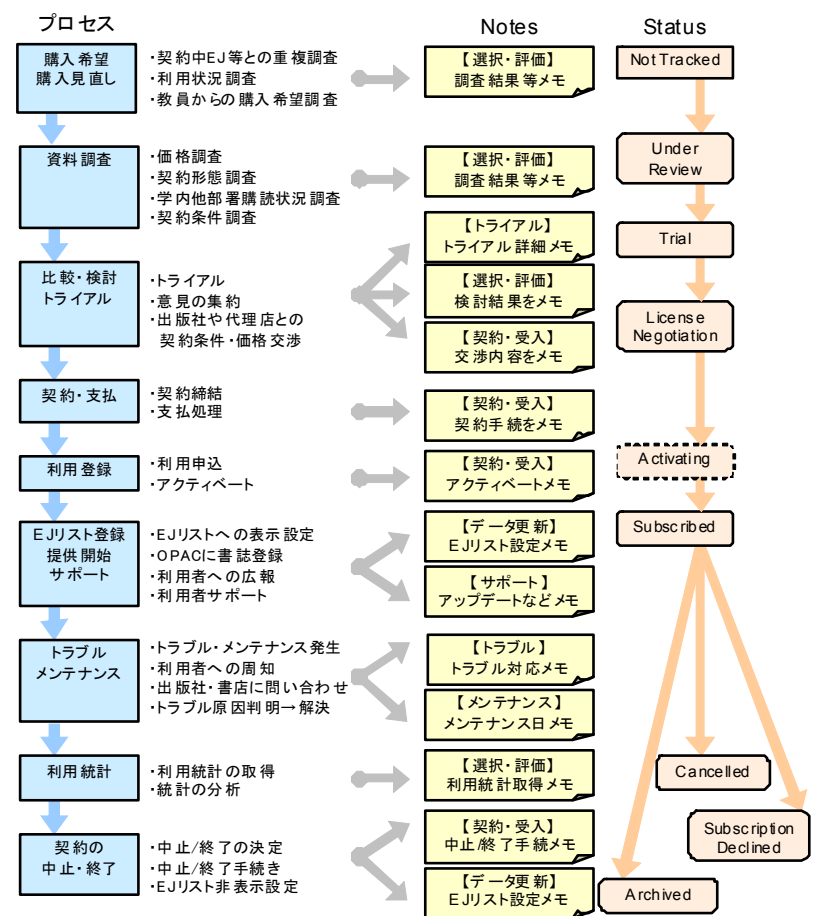 プロセス
Notes
Status
購入希望
購入見直し
・契約中EJ等との重複調査
・利用状況調査
・教員からの購入希望調査
【選択・評価】
調査結果等メモ
Not Tracked
資料調査
・価格調査
・契約形態調査
・学内他部署購読状況調査
・契約条件調査
【選択・評価】
調査結果等メモ
Under
Review
比較・検討
トライアル
・トライアル
・意見の集約
・出版社や代理店との
契約条件・価格交渉
【トライアル】
トライアル詳細メモ
【選択・評価】
検討結果をメモ
【契約・受入】
交渉内容をメモ
Trial
License
Negotiation
契約・支払
・契約締結
・支払処理
【契約・受入】
契約手続をメモ
利用登録
・利用申込
・アクティベート
【契約・受入】
アクティベートメモ
Activating
EJリスト登録
提供開始
サポート
・EJリストへの表示設定
・OPACに書誌登録
・利用者への広報
・利用者サポート
【データ更新】
EJリスト設定メモ
【サポート】
アップデートなどメモ
Subscribed
トラブル
メンテナンス
・トラブル・メンテナンス発生
・利用者への周知
・出版社・書店に問い合わせ
・トラブル原因判明→解決
【トラブル】
トラブル対応メモ
【メンテナンス】
メンテナンス日メモ
利用統計
・利用統計の取得
・統計の分析
【選択・評価】
利用統計取得メモ
Cancelled
契約の
中止・終了
・中止/終了の決定
・中止/終了手続き
・EJリスト非表示設定
【契約・受入】
中止/終了手続メモ
【データ更新】
EJリスト設定メモ
Subscription
Declined
Archived